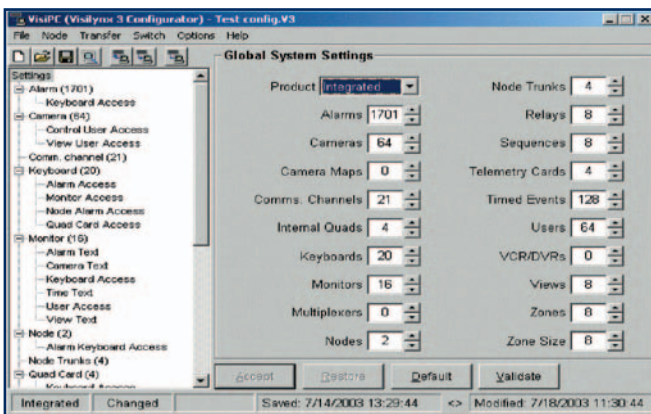 VisiPC (Visilynx 3 Configurator) - Test config.V3
File Node Transfer Switch Options Help
Settings
Alarm (1701)
Keyboard Access
Camera (64)
Control User Access
View User Access
Comm. channel (21)
Keyboard (20)
Alarm Access
Monitor Access
Node Alarm Access
Quad Card Access
Monitor (16)
Alarm Text
Camera Text
Keyboard Access
Time Text
User Access
View Text
Node (2)
Alarm Keyboard Access
Node Trunks (4)
Quad Card (4)
Keyboard Access
Global System Settings
Product Integrated
Alarms 1701
Cameras 64
Camera Maps 0
Comms. Channels 21
Internal Quads 4
Keyboards 20
Monitors 16
Multiplexers 0
Nodes 2
Node Trunks 4
Relays 8
Sequences 8
Telemetry Cards 4
Timed Events 128
Users 64
VCR/DVRs 0
Views 8
Zones 8
Zone Size 8
Accept Restore Default Validate
Integrated Changed Saved: 7/14/2003 13:29:44 <> Modified: 7/18/2003 11:30:44